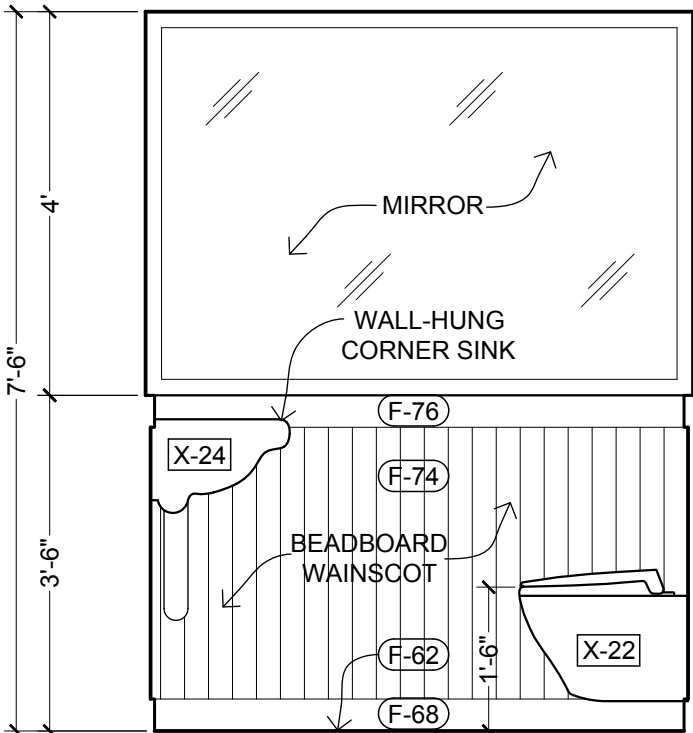 4'
MIRROR
WALL-HUNG
CORNER SINK
7'-6"
F-76
X-24
F-74
BEADBOARD
WAINSCOT
3'-6"
F-62
1'-6"
X-22
F-68